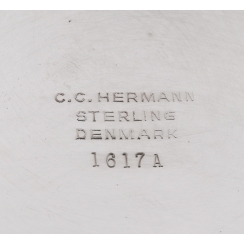 C.C. HERMANN
STERLING
DENMARK
1617A